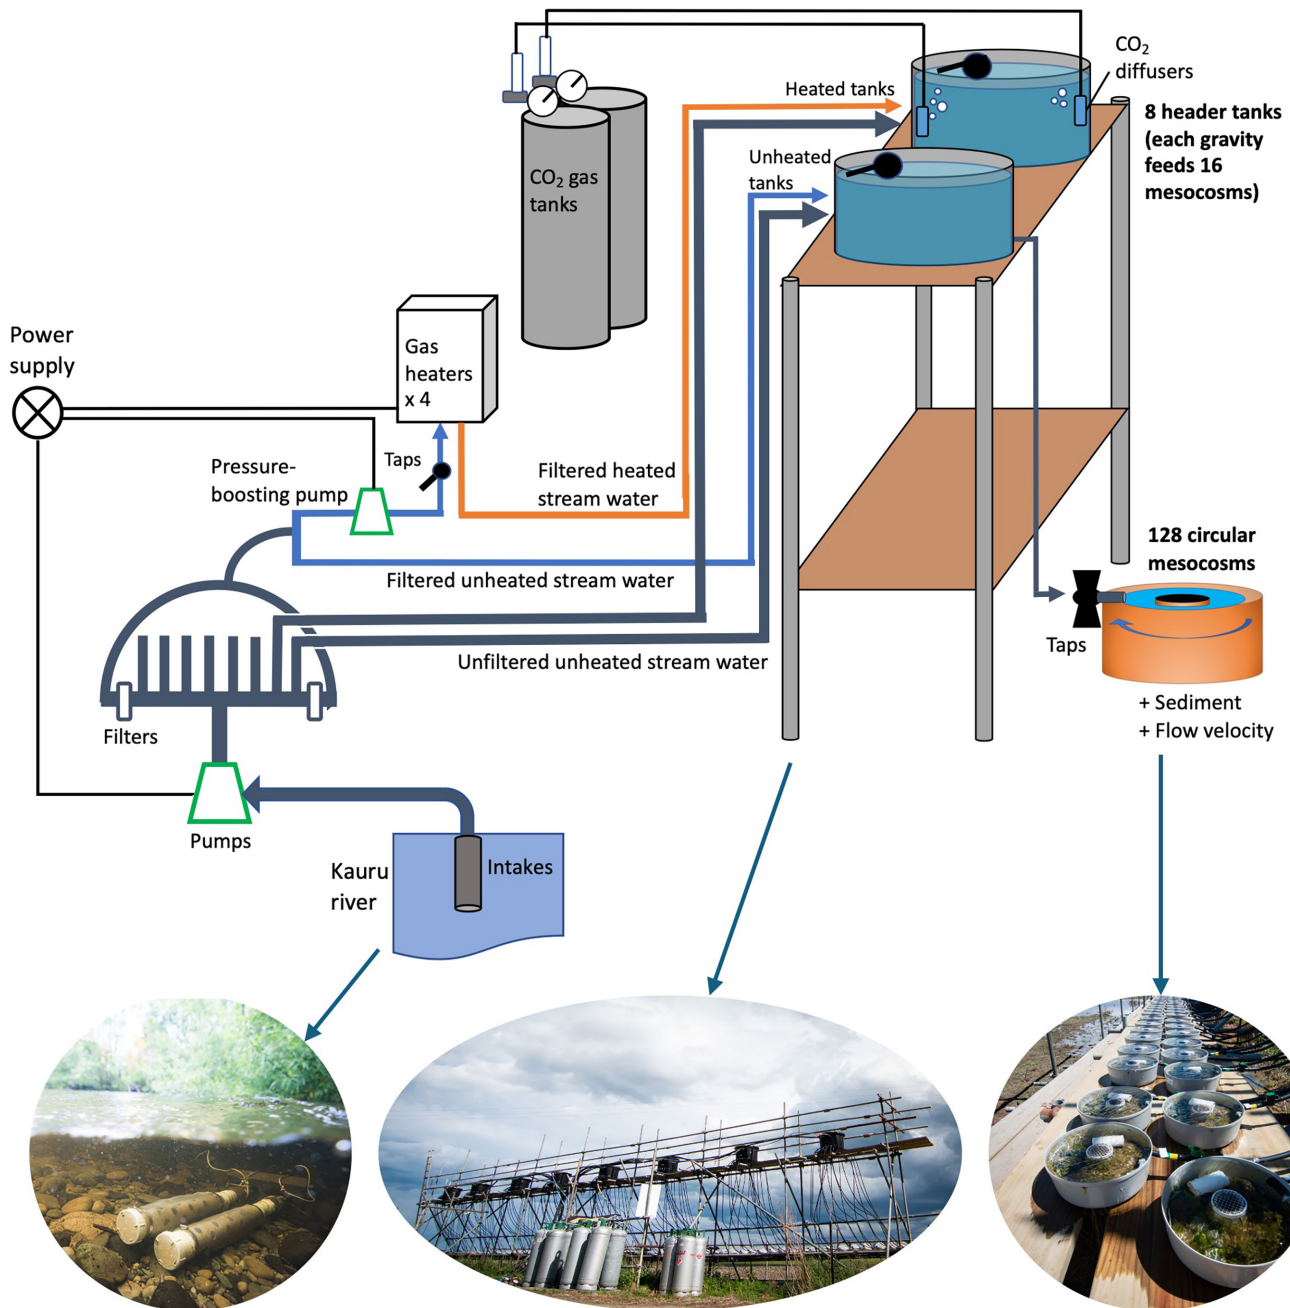 CO₂
diffusers
Heated tanks
8 header tanks
(each gravity
feeds 16
mesocosms)
Unheated
tanks
CO₂ gas
tanks
Power
supply
Gas
heaters
x 4
Taps
Pressure-
boosting pump
Filtered heated
stream water
128 circular
mesocosms
Filtered unheated stream water
Taps
Unfiltered unheated stream water
+ Sediment
+ Flow velocity
Filters
Pumps
Kauru
river
Intakes